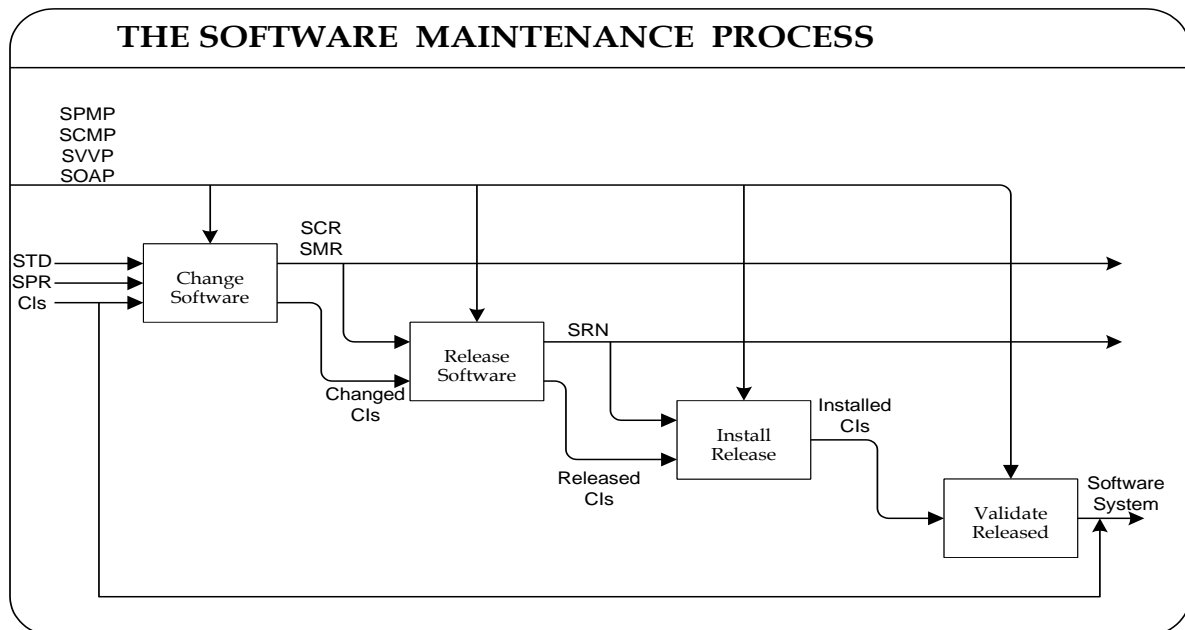 THE SOFTWARE MAINTENANCE PROCESS
SPMP
SCMP
SVVP
SOAP
SCR
SMR
STD
SPR
CIs
Change
Software
SRN
Release
Software
Changed
CIs
Installed
CIs
Install
Release
Released
CIs
Software
System
Validate
Released